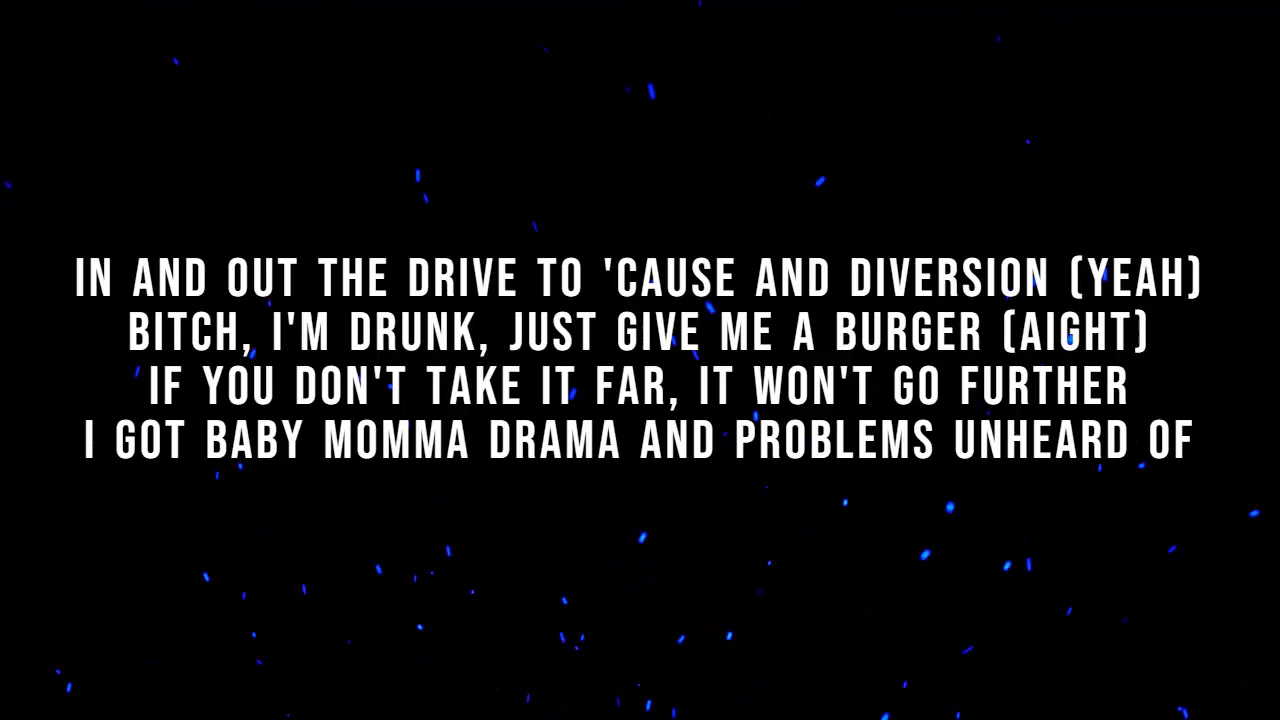 IN AND OUT THE DRIVE TO 'CAUSE AND DIVERSION (YEAH)
BITCH, I'M DRUNK, JUST GIVE ME A BURGER (AIGHT)
IF YOU DON'T TAKE IT FAR, IT WON'T GO FURTHER
I GOT BABY MOMMA DRAMA AND PROBLEMS UNHEARD OF